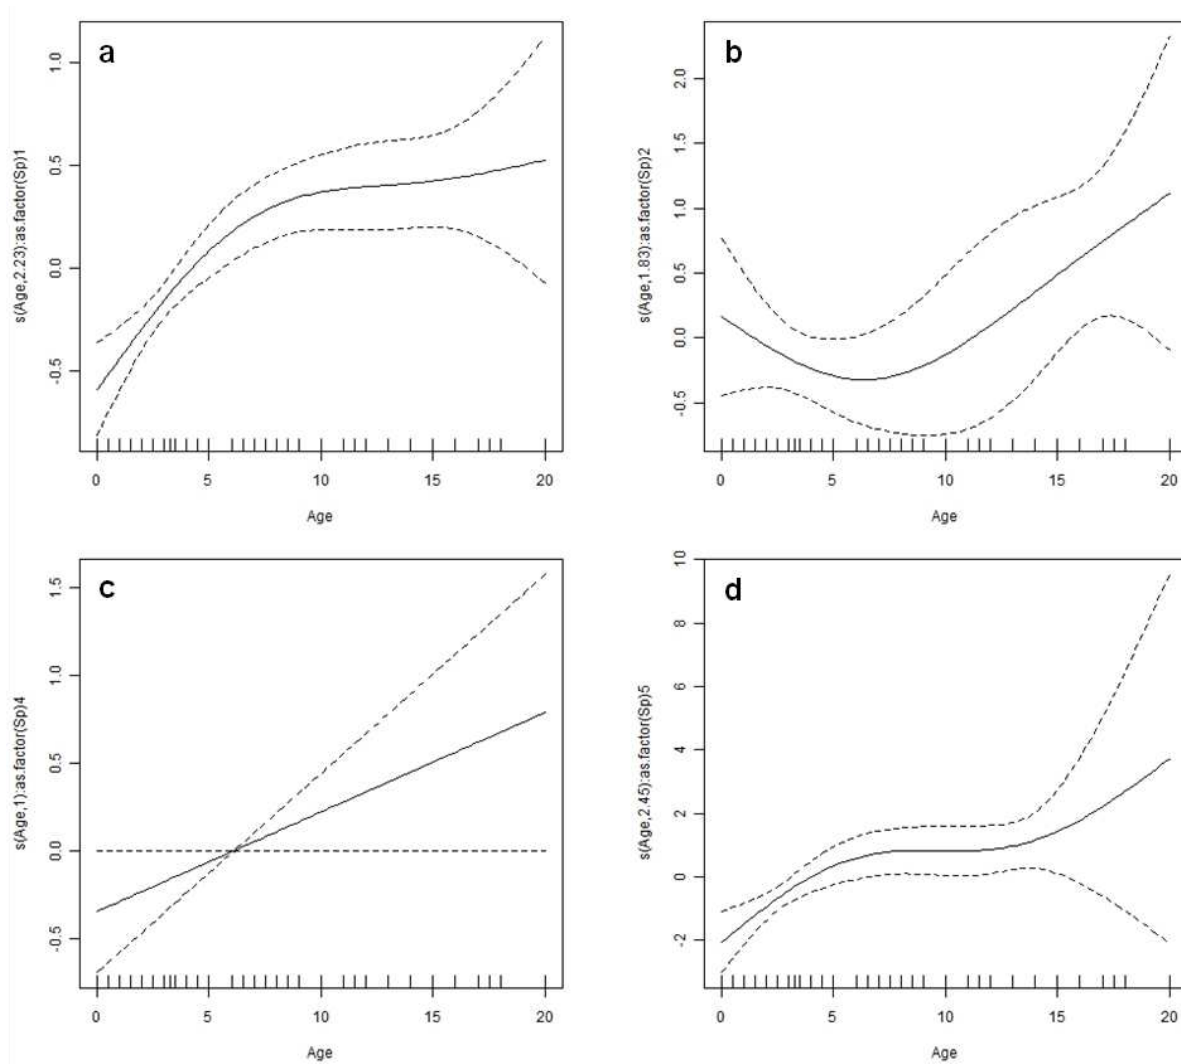 a
s(Age,2.23):as.factor(Sp)1
1.0
0.5
0.0
-0.5
0 5 10 15 20
Age
b
s(Age,1.83):as.factor(Sp)2
2.0
1.5
1.0
0.5
0.0
-0.5
0 5 10 15 20
Age
c
s(Age,1):as.factor(Sp)4
1.5
1.0
0.5
0.0
-0.5
0 5 10 15 20
Age
d
s(Age,2.45):as.factor(Sp)5
10
8
6
4
2
0
-2
0 5 10 15 20
Age